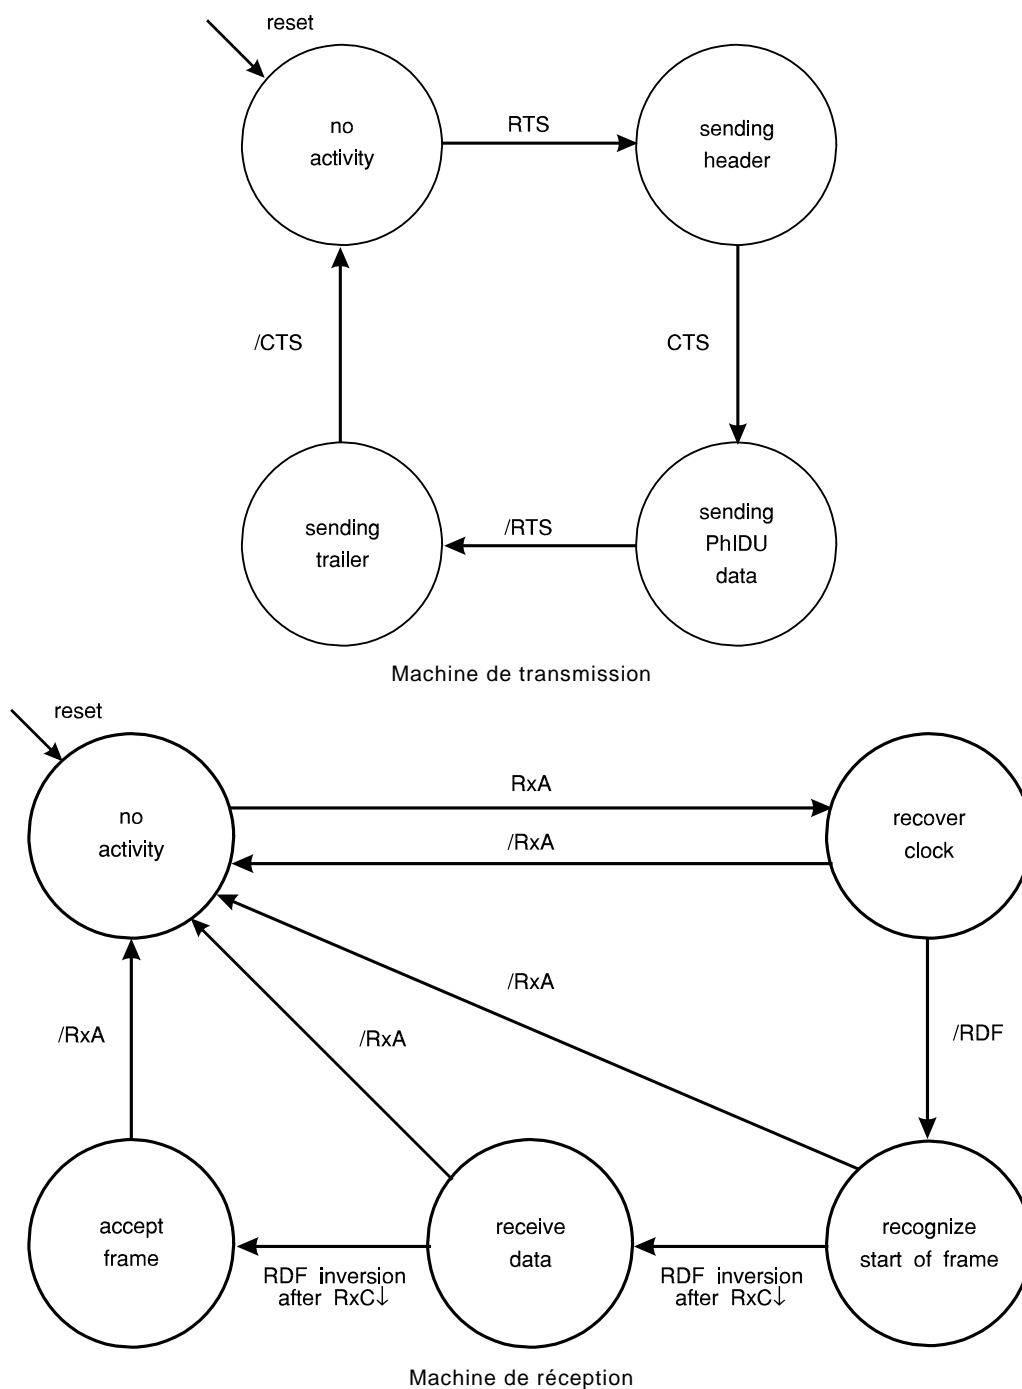 reset
no
activity
RTS
sending
header
/CTS
CTS
sending
trailer
/RTS
sending
PhIDU
data
Machine de transmission
reset
no
activity
RxA
/RxA
recover
clock
/RxA
/RxA
/RxA
/RDF
accept
frame
RDF inversion
after RxC↓
receive
data
RDF inversion
after RxC↓
recognize
start of frame
Machine de réception